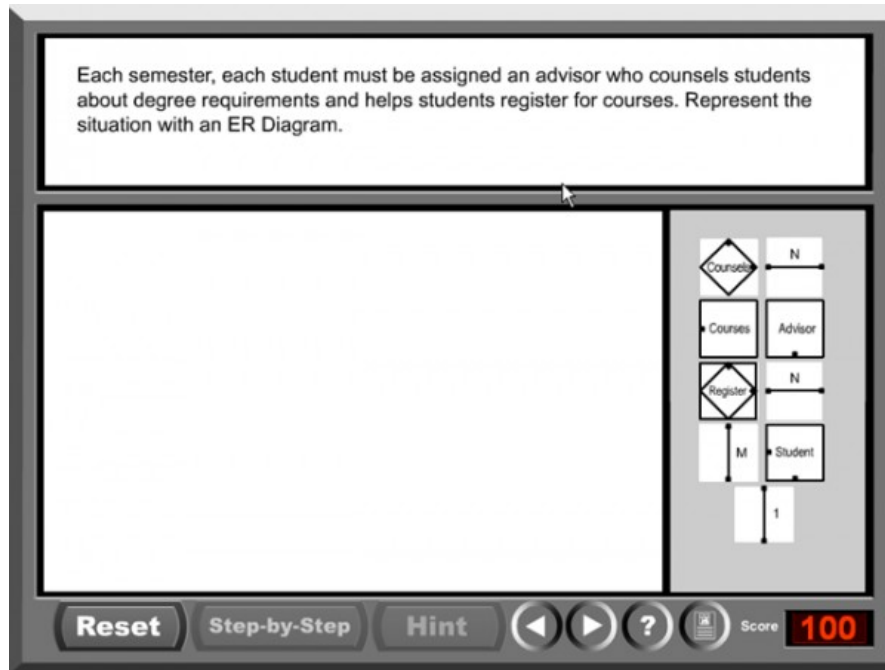 Each semester, each student must be assigned an advisor who counsels students
about degree requirements and helps students register for courses. Represent the
situation with an ER Diagram.
Counsels
N
Courses
Advisor
Register
N
M
Student
1
Reset
Step-by-Step
Hint
?
Score
100